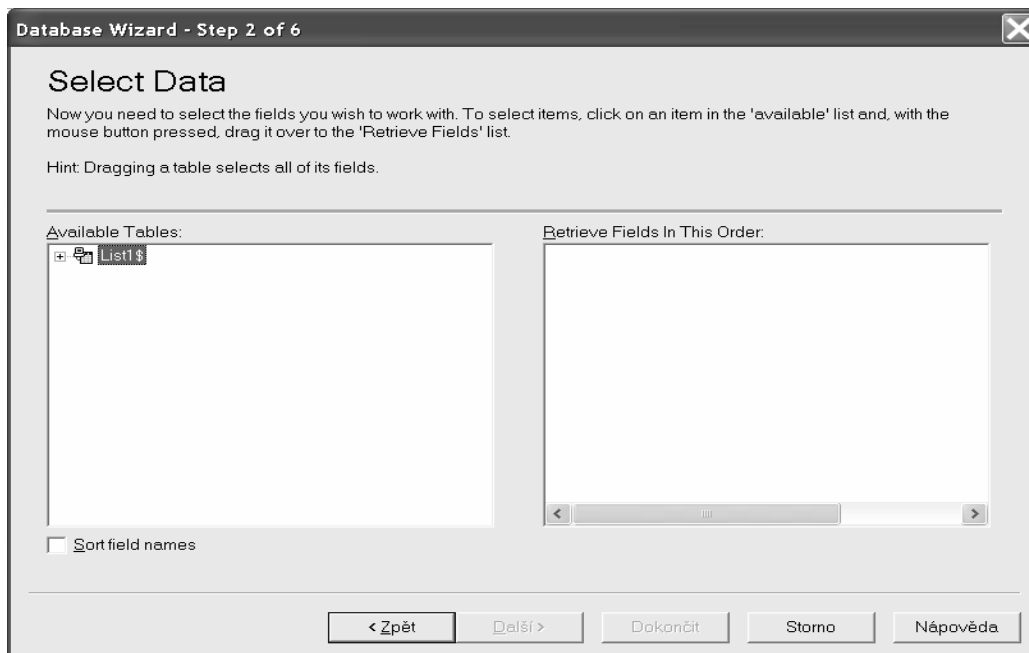 Database Wizard - Step 2 of 6
Select Data
Now you need to select the fields you wish to work with. To select items, click on an item in the 'available' list and, with the
mouse button pressed, drag it over to the 'Retrieve Fields' list.
Hint: Dragging a table selects all of its fields.
Available Tables:
Retrieve Fields In This Order:
List1$
Sort field names
< Zpět
Další >
Dokončit
Storno
Nápověda